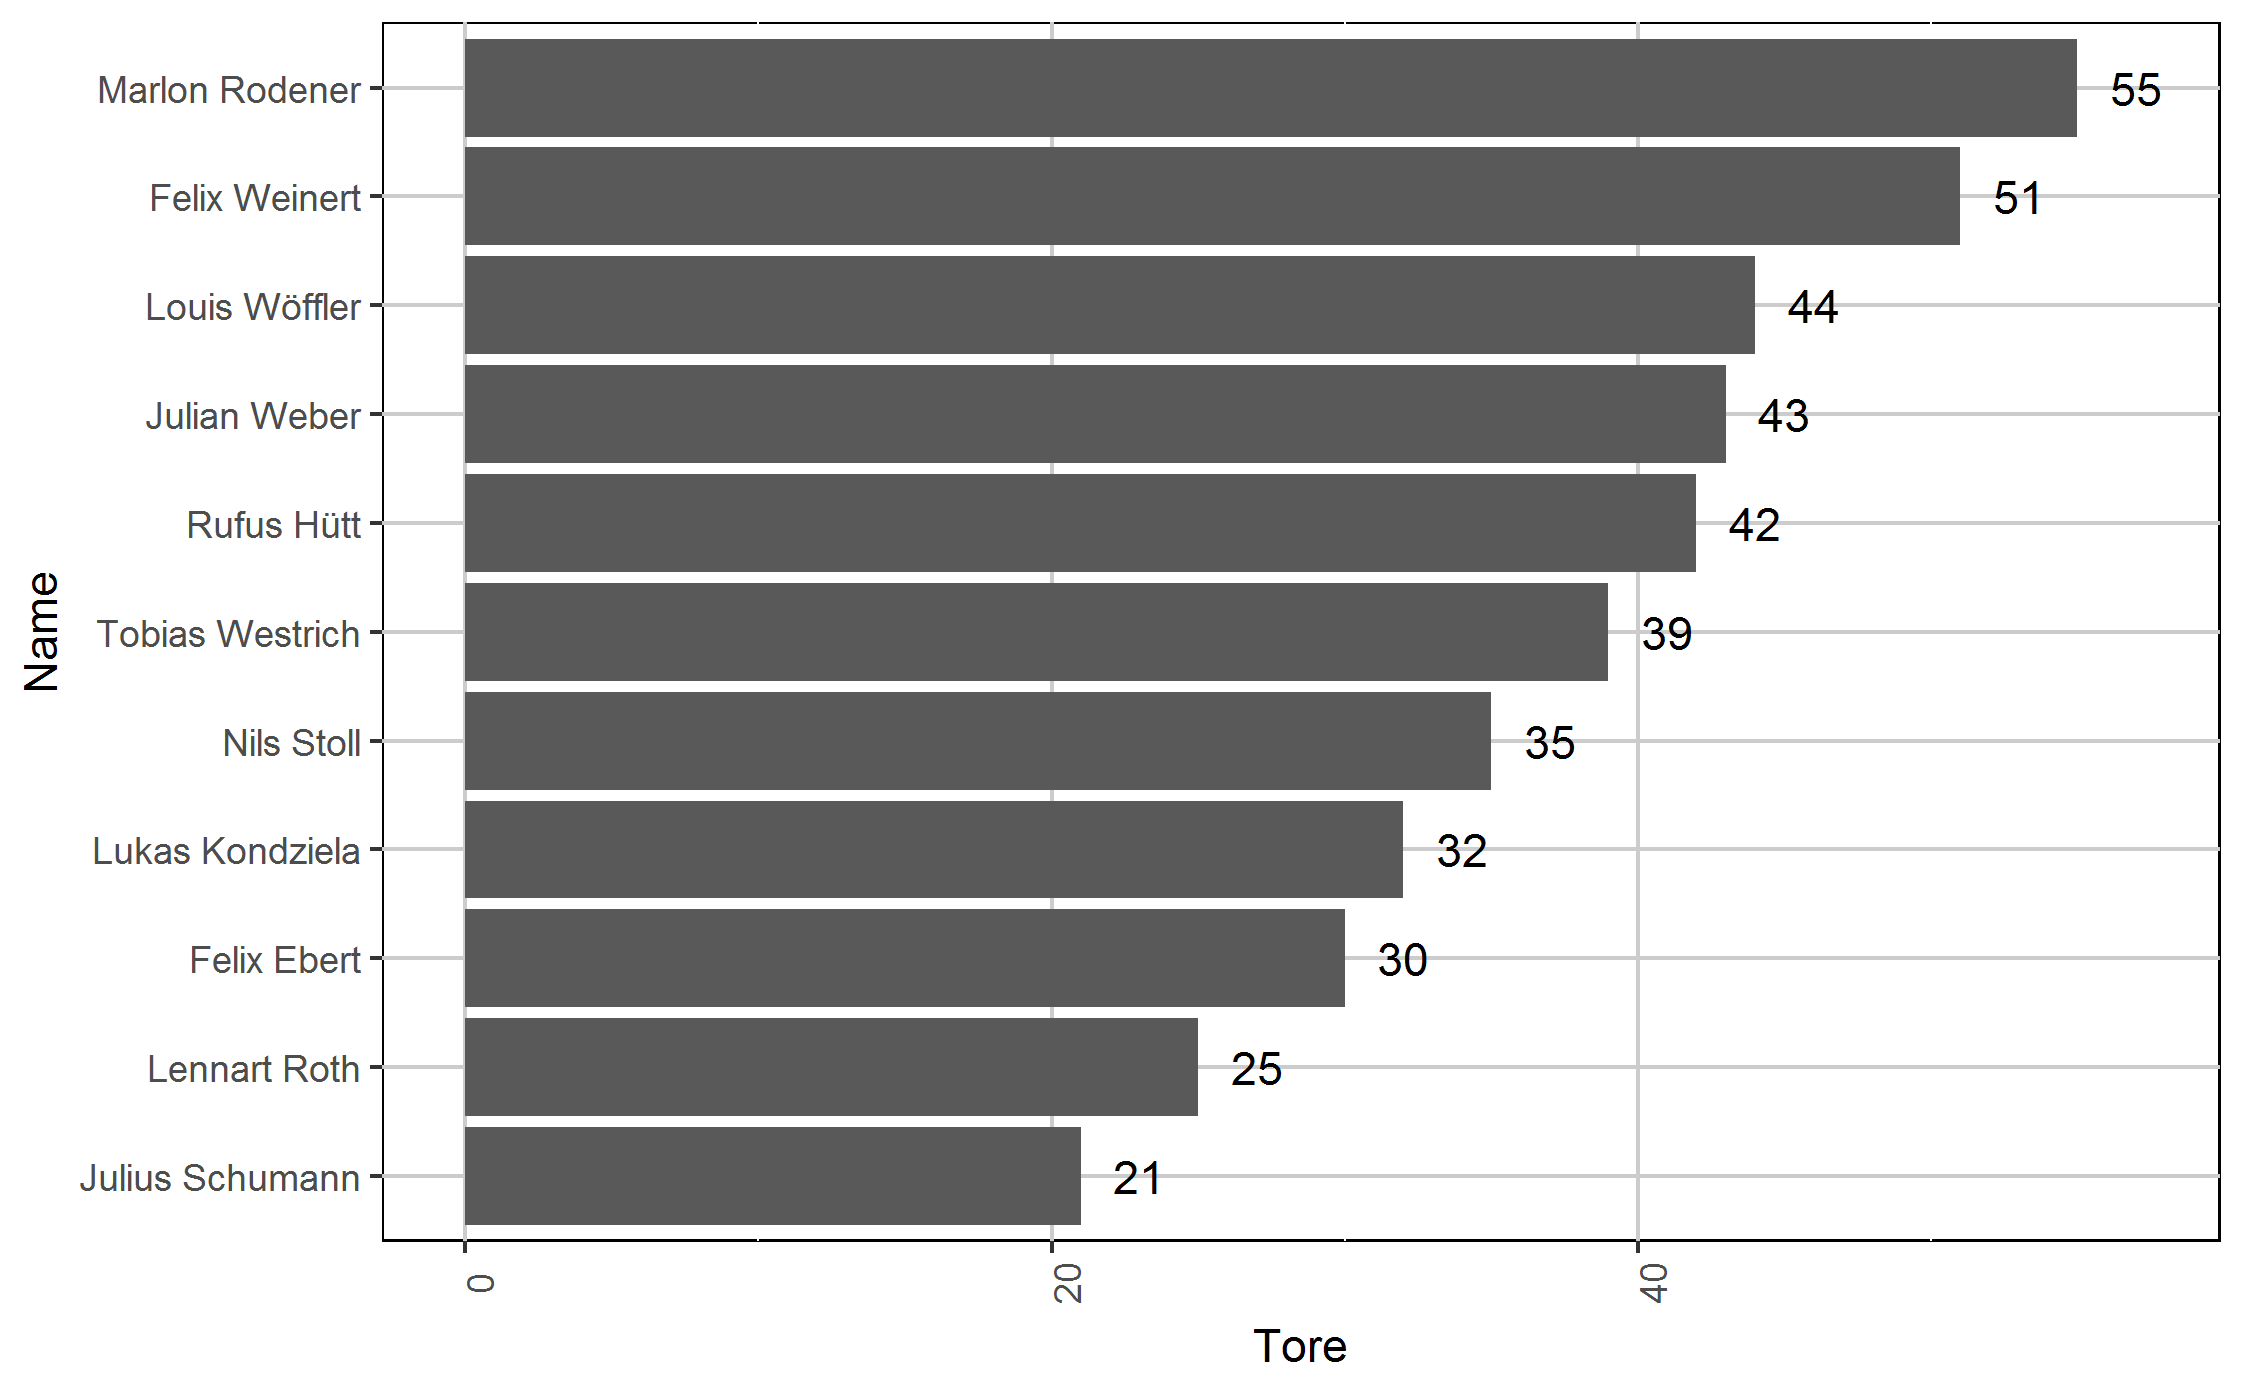 Marlon Rodener 55
Felix Weinert 51
Louis Wöffler 44
Julian Weber 43
Rufus Hütt 42
Tobias Westrich 39
Nils Stoll 35
Lukas Kondziela 32
Felix Ebert 30
Lennart Roth 25
Julius Schumann 21
Name
0 20 40
Tore